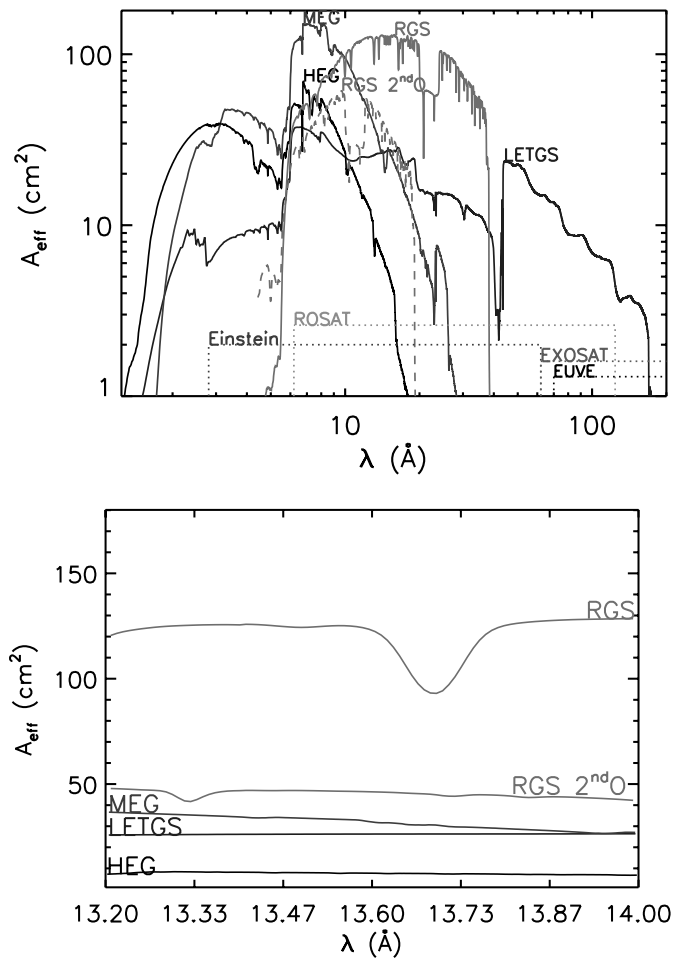 100
10
1
A_eff (cm²)
MEG
RGS
HEG
RGS 2ⁿᵈO
LETGS
ROSAT
Einstein
EXOSAT
EUVE
10 100
λ (Å)
150
100
50
A_eff (cm²)
RGS
RGS 2ⁿᵈO
MEG
LETGS
HEG
13.20 13.33 13.47 13.60 13.73 13.87 14.00
λ (Å)